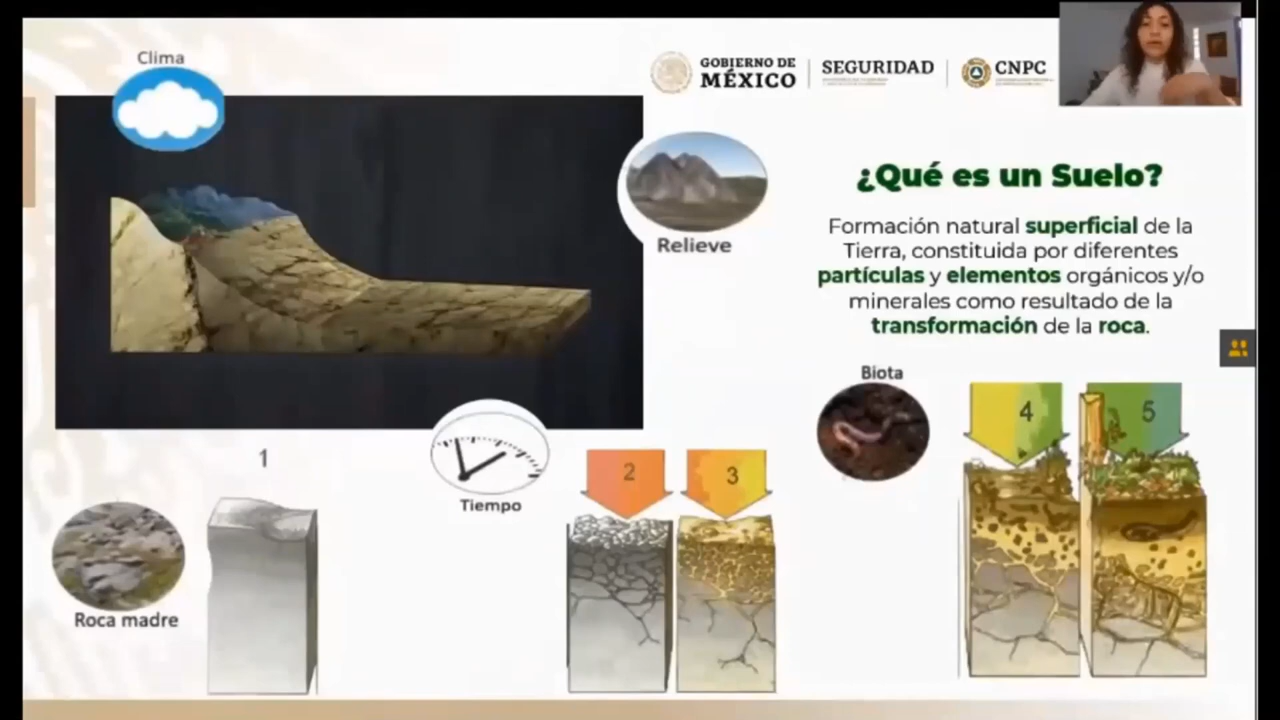 Clima
GOBIERNO DE
MÉXICO
SEGURIDAD
CNPC
Relieve
¿Qué es un Suelo?
Formación natural superficial de la
Tierra, constituida por diferentes
partículas y elementos orgánicos y/o
minerales como resultado de la
transformación de la roca.
Biota
Tiempo
1
2
3
4
5
Roca madre